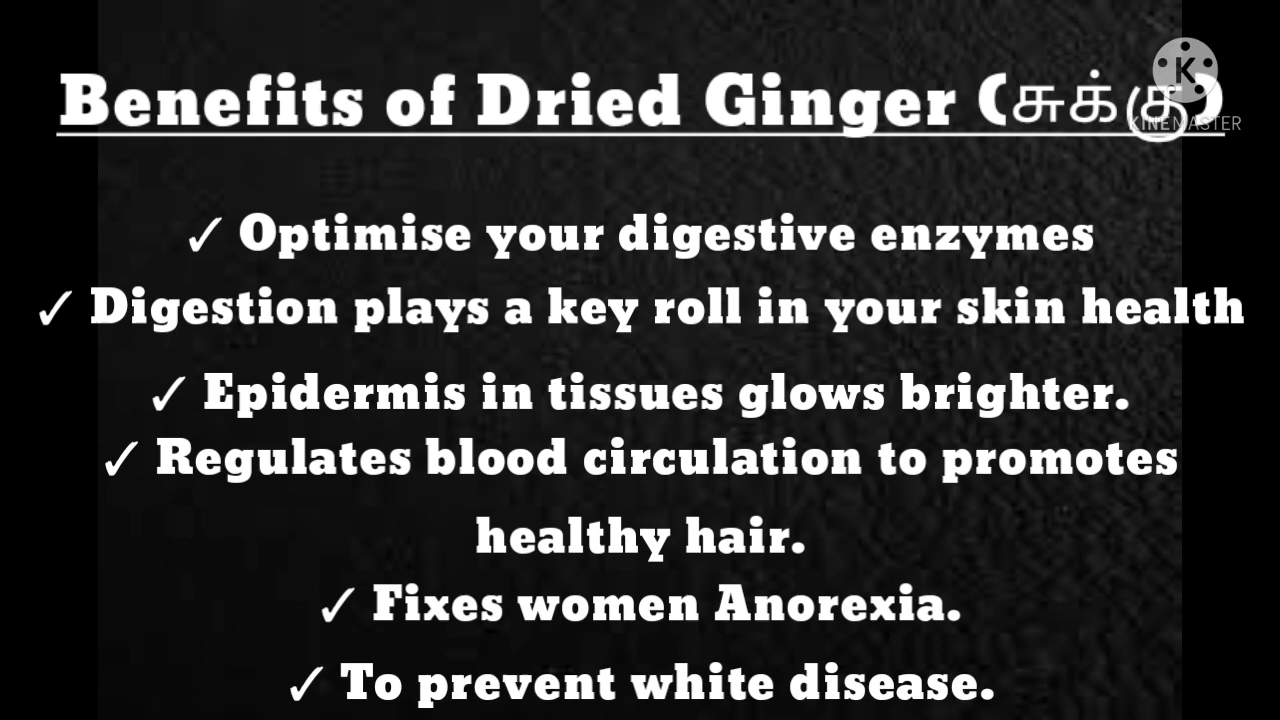 Benefits of Dried Ginger (சுக்கு)
KINEMASTER
✓ Optimise your digestive enzymes
✓ Digestion plays a key roll in your skin health
✓ Epidermis in tissues glows brighter.
✓ Regulates blood circulation to promotes
healthy hair.
✓ Fixes women Anorexia.
✓ To prevent white disease.